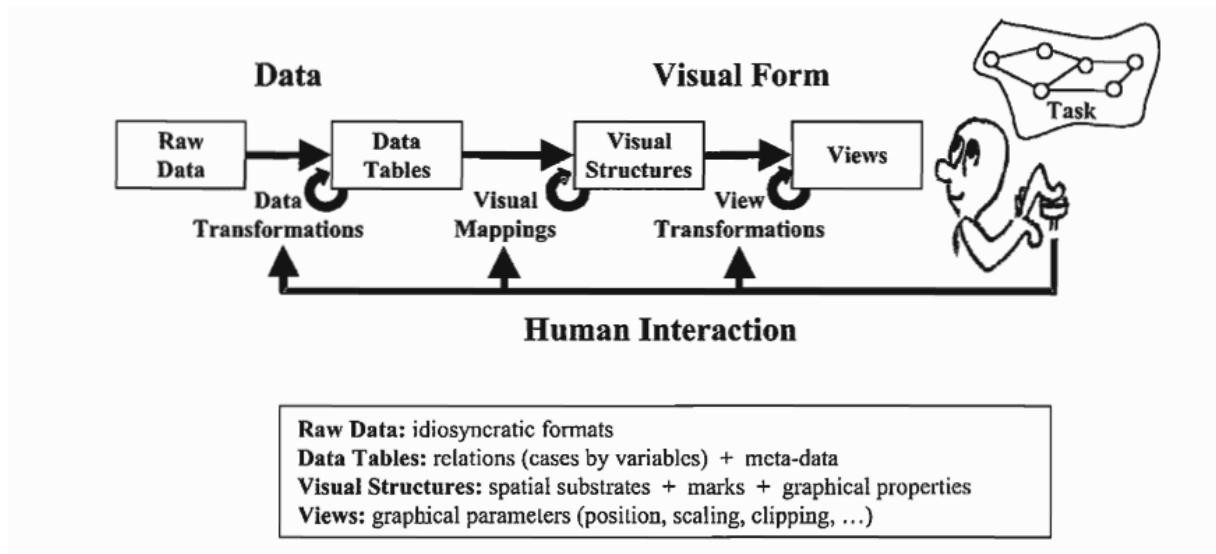 Data
Visual Form
Task
Raw
Data
Data
Tables
Visual
Structures
Views
Data
Transformations
Visual
Mappings
View
Transformations
Human Interaction
Raw Data: idiosyncratic formats
Data Tables: relations (cases by variables) + meta-data
Visual Structures: spatial substrates + marks + graphical properties
Views: graphical parameters (position, scaling, clipping, …)